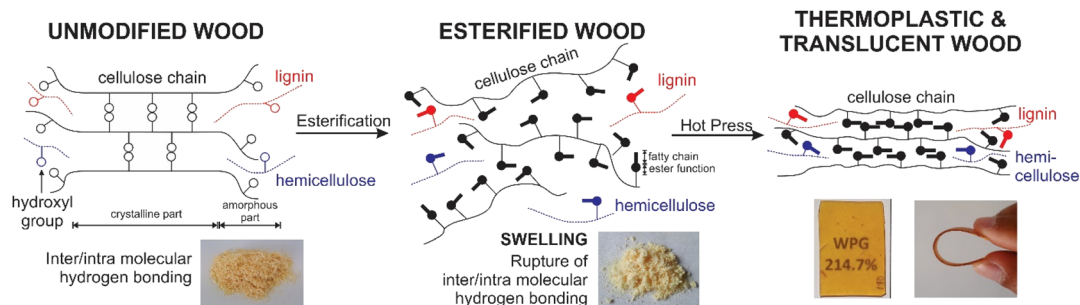 UNMODIFIED WOOD
cellulose chain
lignin
hemicellulose
hydroxyl
group
crystalline part
amorphous
part
Inter/intra molecular
hydrogen bonding
Esterification
ESTERIFIED WOOD
cellulose chain
lignin
fatty chain
ester function
hemicellulose
SWELLING
Rupture of
inter/intra molecular
hydrogen bonding
Hot Press
THERMOPLASTIC &
TRANSLUCENT WOOD
cellulose chain
lignin
hemi-
cellulose
WPG
214.7%